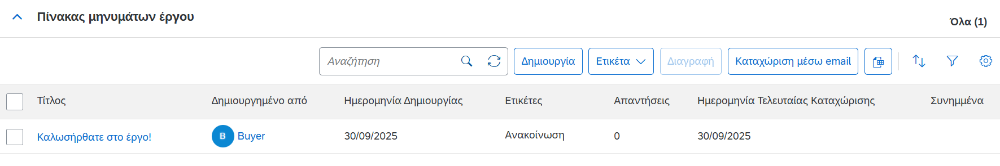 Πίνακας μηνυμάτων έργου
Όλα (1)
Αναζήτηση Δημιουργία Ετικέτα Διαγραφή Καταχώριση μέσω email
Τίτλος Δημιουργημένο από Ημερομηνία Δημιουργίας Ετικέτες Απαντήσεις Ημερομηνία Τελευταίας Καταχώρισης Συνημμένα
Καλωσήρθατε στο έργο! B Buyer 30/09/2025 Ανακοίνωση 0 30/09/2025